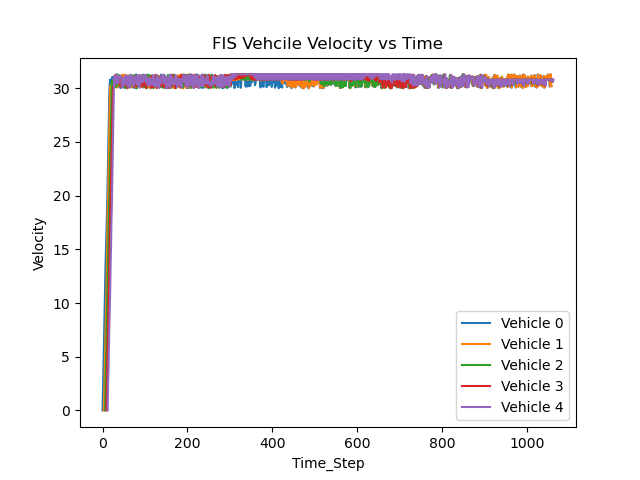 FIS Vehcile Velocity vs Time
Velocity
30
25
20
15
10
5
0
0 200 400 600 800 1000
Time_Step
Vehicle 0
Vehicle 1
Vehicle 2
Vehicle 3
Vehicle 4